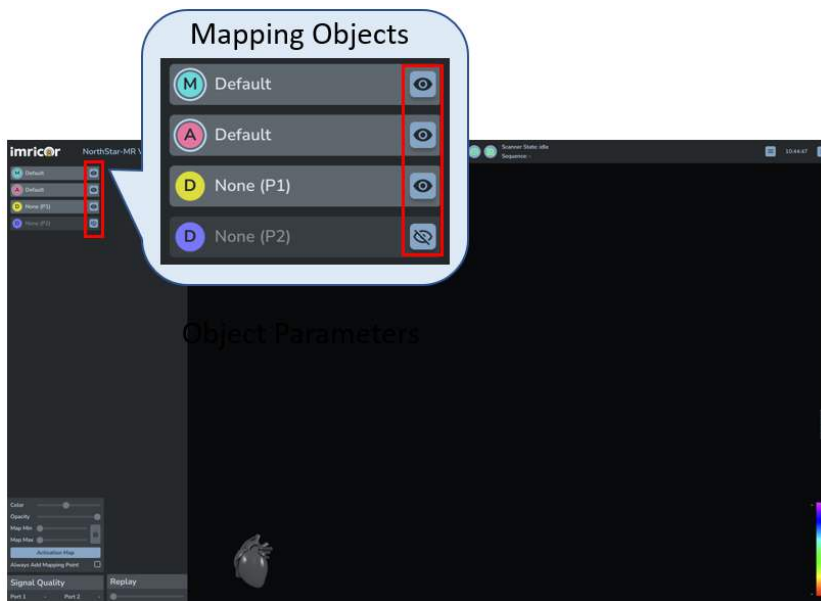 Mapping Objects
M Default
A Default
D None (P1)
D None (P2)
imricor NorthStar-MR V
Scanner State: idle
Sequence: -
10:44:47
M Default
A Default
D None (P1)
D None (P2)
Object Parameters
Color
Opacity
Map Min
Map Max
Activation Map
Always Add Mapping Point
Signal Quality
Replay
Port 1 - Port 2 -